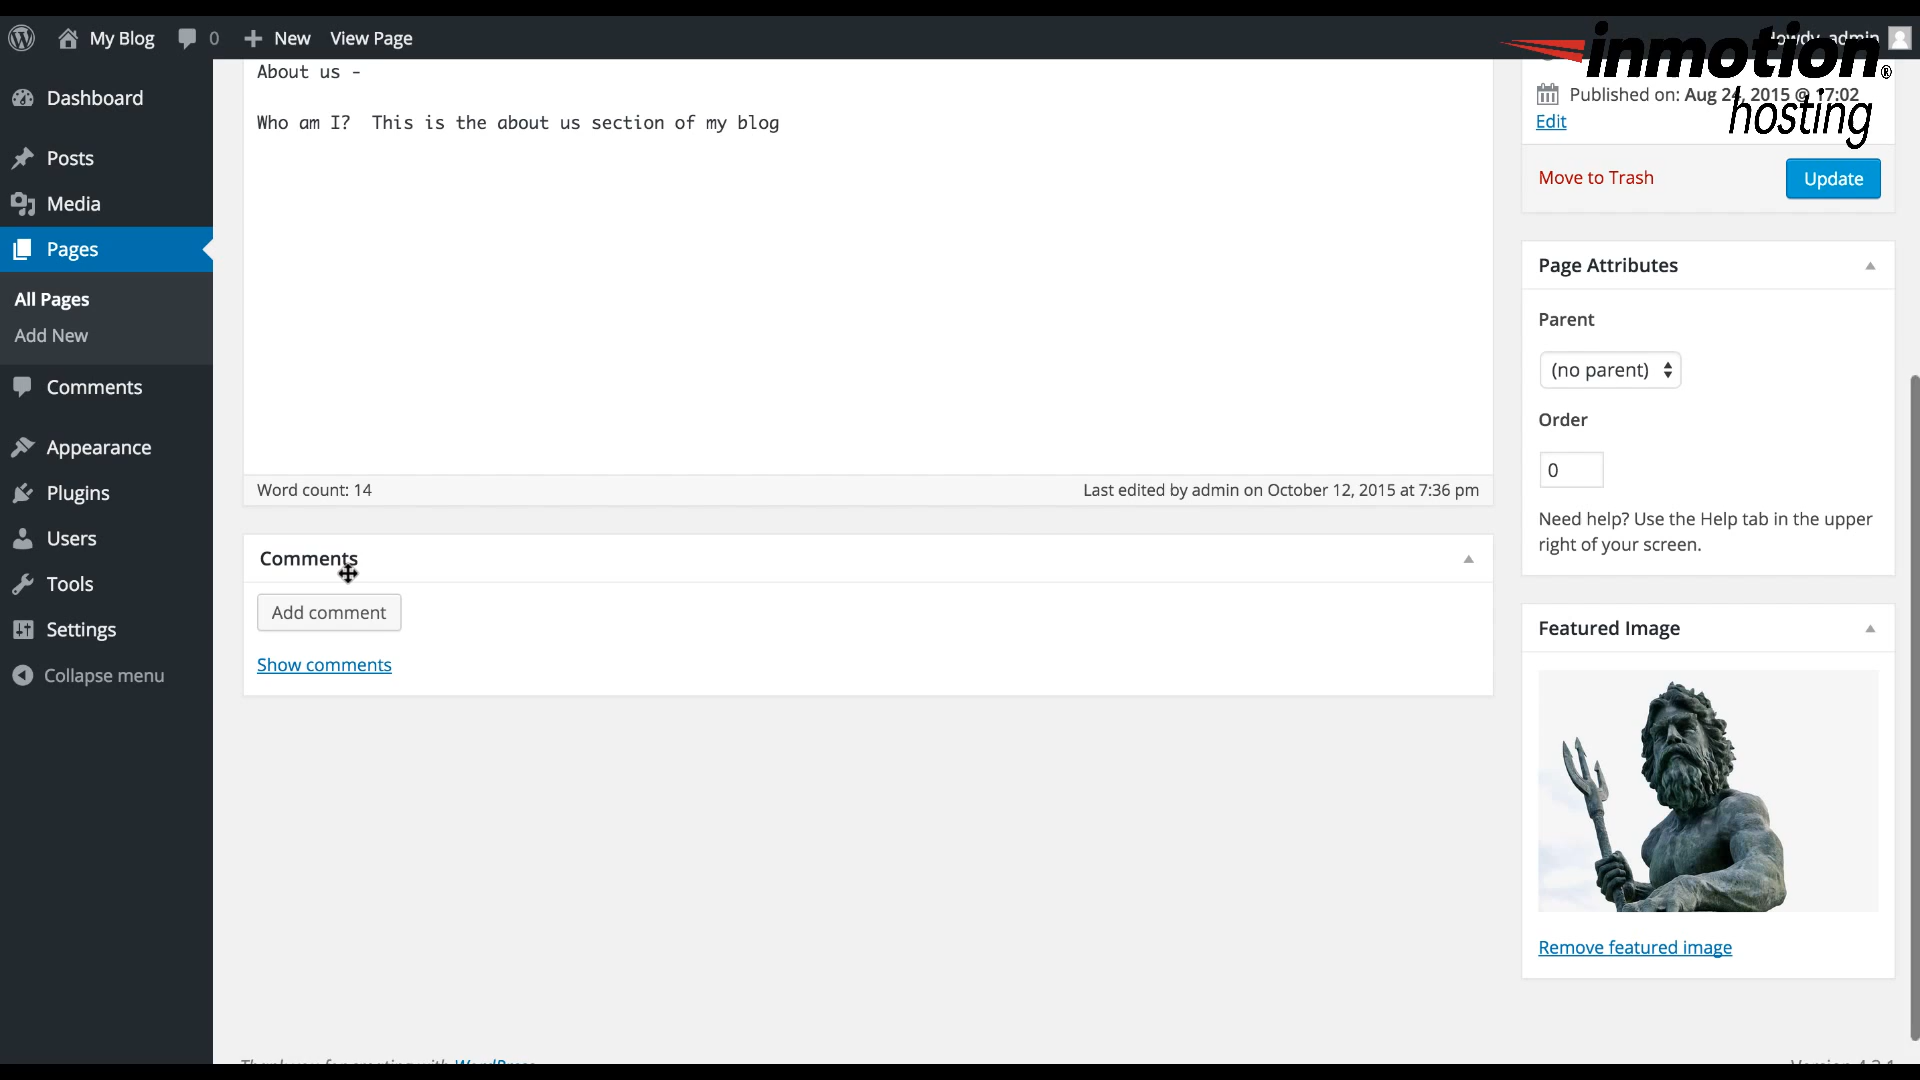 My Blog 0 New View Page
admin
inmotion®
hosting
Dashboard
Posts
Media
Pages
All Pages
Add New
Comments
Appearance
Plugins
Users
Tools
Settings
Collapse menu
About us -
Who am I? This is the about us section of my blog
Word count: 14
Last edited by admin on October 12, 2015 at 7:36 pm
Comments
Add comment
Show comments
Published on: Aug 24, 2015 @ 17:02
Edit
Move to Trash
Update
Page Attributes
Parent
(no parent)
Order
0
Need help? Use the Help tab in the upper
right of your screen.
Featured Image
Remove featured image